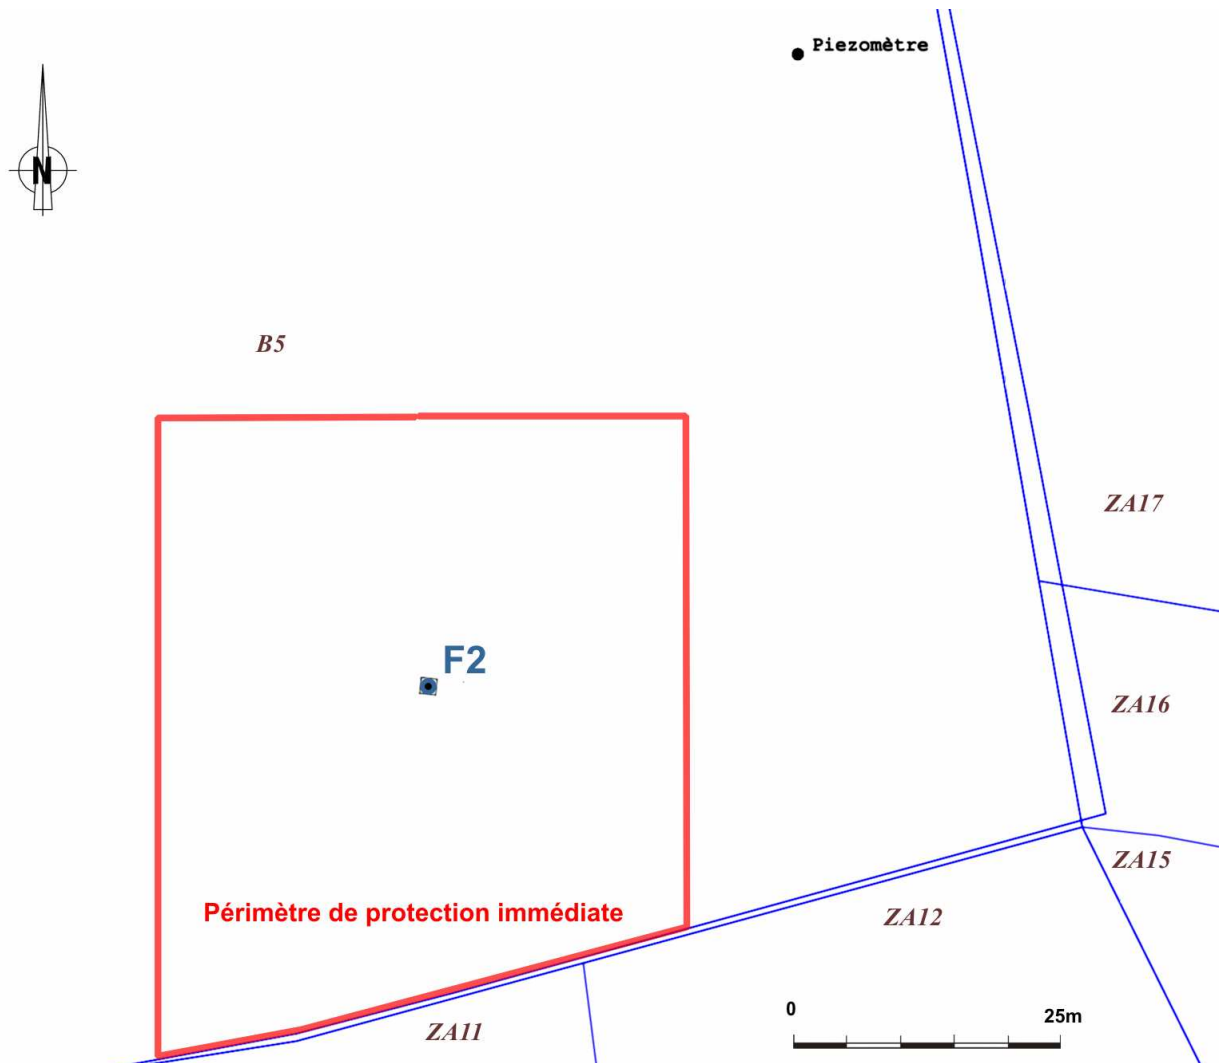 Piezomètre
N
B5
ZA17
F2
ZA16
ZA15
Périmètre de protection immédiate
ZA12
0 25m
ZA11